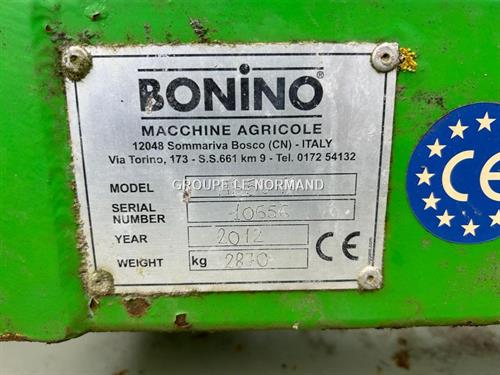 BONINO®
MACCHINE AGRICOLE
12048 Sommariva Bosco (CN) - ITALY
Via Torino, 173 - S.S.661 km 9 - Tel. 0172 54132
MODEL
GROUPE LE NORMAND
SERIAL NUMBER
YEAR 2012
WEIGHT kg 2870
CE
CE